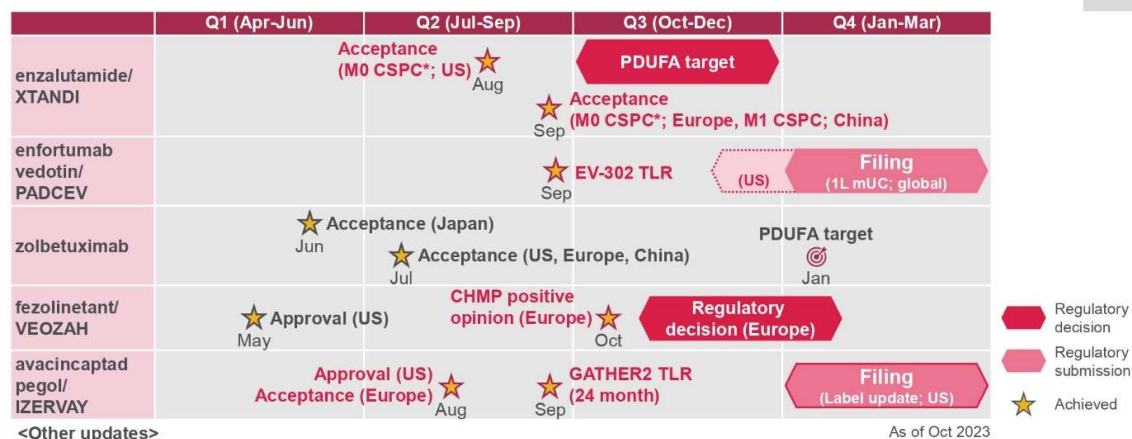 Q1 (Apr-Jun) Q2 (Jul-Sep) Q3 (Oct-Dec) Q4 (Jan-Mar)
enzalutamide/
XTANDI
Acceptance
(M0 CSPC*; US)
Aug
PDUFA target
Sep
Acceptance
(M0 CSPC*; Europe, M1 CSPC; China)
enfortumab
vedotin/
PADCEV
Sep
EV-302 TLR
(US)
Filing
(1L mUC; global)
zolbetuximab
Jun
Acceptance (Japan)
Jul
Acceptance (US, Europe, China)
PDUFA target
Jan
fezolinetant/
VEOZAH
May
Approval (US)
CHMP positive
opinion (Europe)
Oct
Regulatory
decision (Europe)
avacincaptad
pegol/
IZERVAY
Approval (US)
Acceptance (Europe)
Aug
Sep
GATHER2 TLR
(24 month)
Filing
(Label update; US)
Regulatory
decision
Regulatory
submission
Achieved
<Other updates>
As of Oct 2023